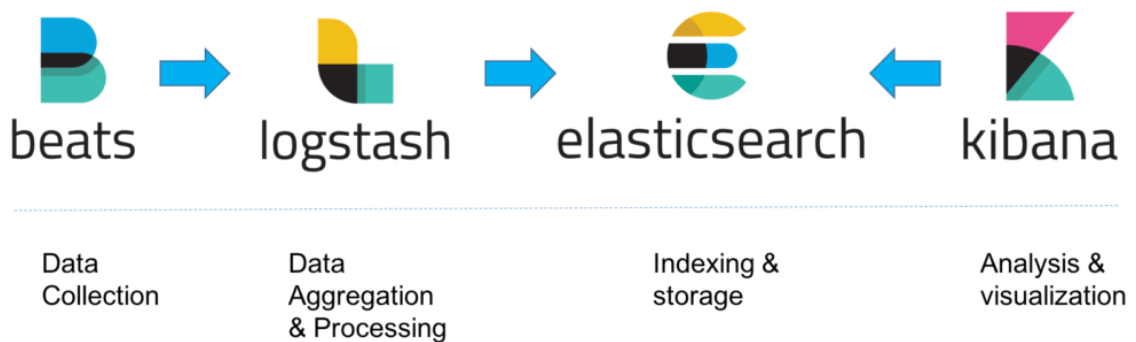 beats
logstash
elasticsearch
kibana
Data
Collection
Data
Aggregation
& Processing
Indexing &
storage
Analysis &
visualization